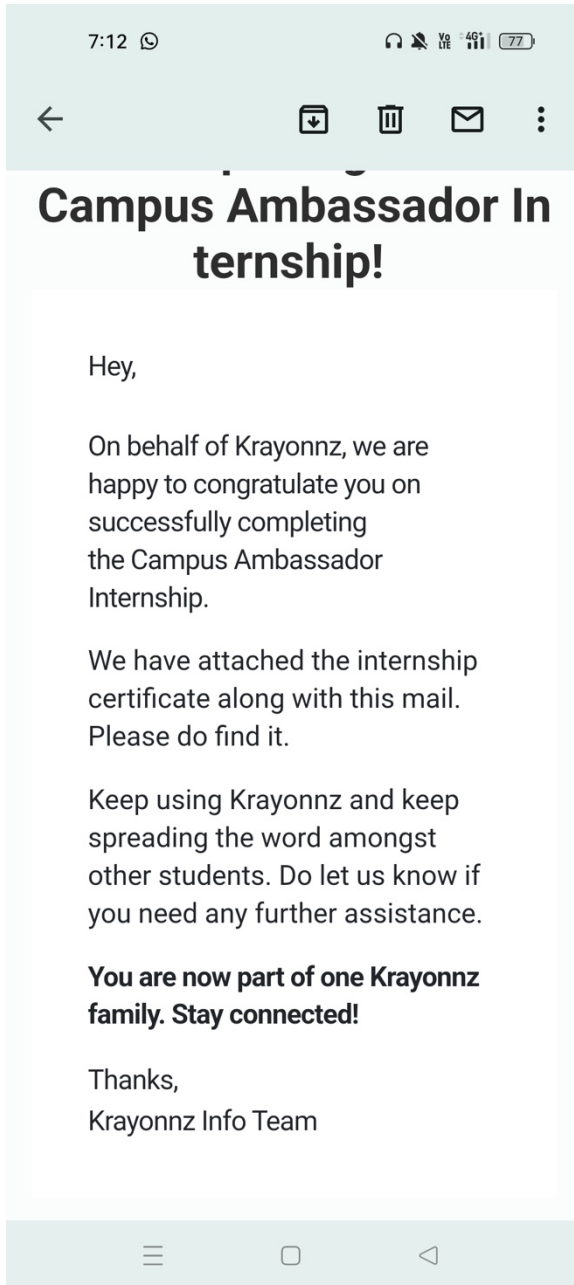 7:12
Vo
LTE
4G+
77
Campus Ambassador In
ternship!
Hey,
On behalf of Krayonnz, we are
happy to congratulate you on
successfully completing
the Campus Ambassador
Internship.
We have attached the internship
certificate along with this mail.
Please do find it.
Keep using Krayonnz and keep
spreading the word amongst
other students. Do let us know if
you need any further assistance.
You are now part of one Krayonnz
family. Stay connected!
Thanks,
Krayonnz Info Team